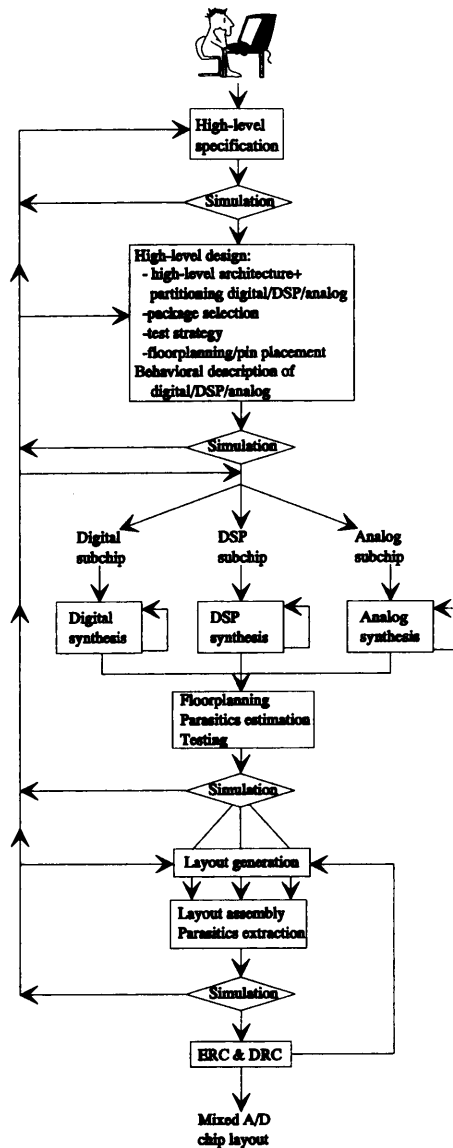 High-level
specification
Simulation
High-level design:
- high-level architecture+
partitioning digital/DSP/analog
-package selection
-test strategy
-floorplanning/pin placement
Behavioral description of
digital/DSP/analog
Simulation
Digital
subchip
DSP
subchip
Analog
subchip
Digital
synthesis
DSP
synthesis
Analog
synthesis
Floorplanning
Parasitics estimation
Testing
Simulation
Layout generation
Layout assembly
Parasitics extraction
Simulation
ERC & DRC
Mixed A/D
chip layout